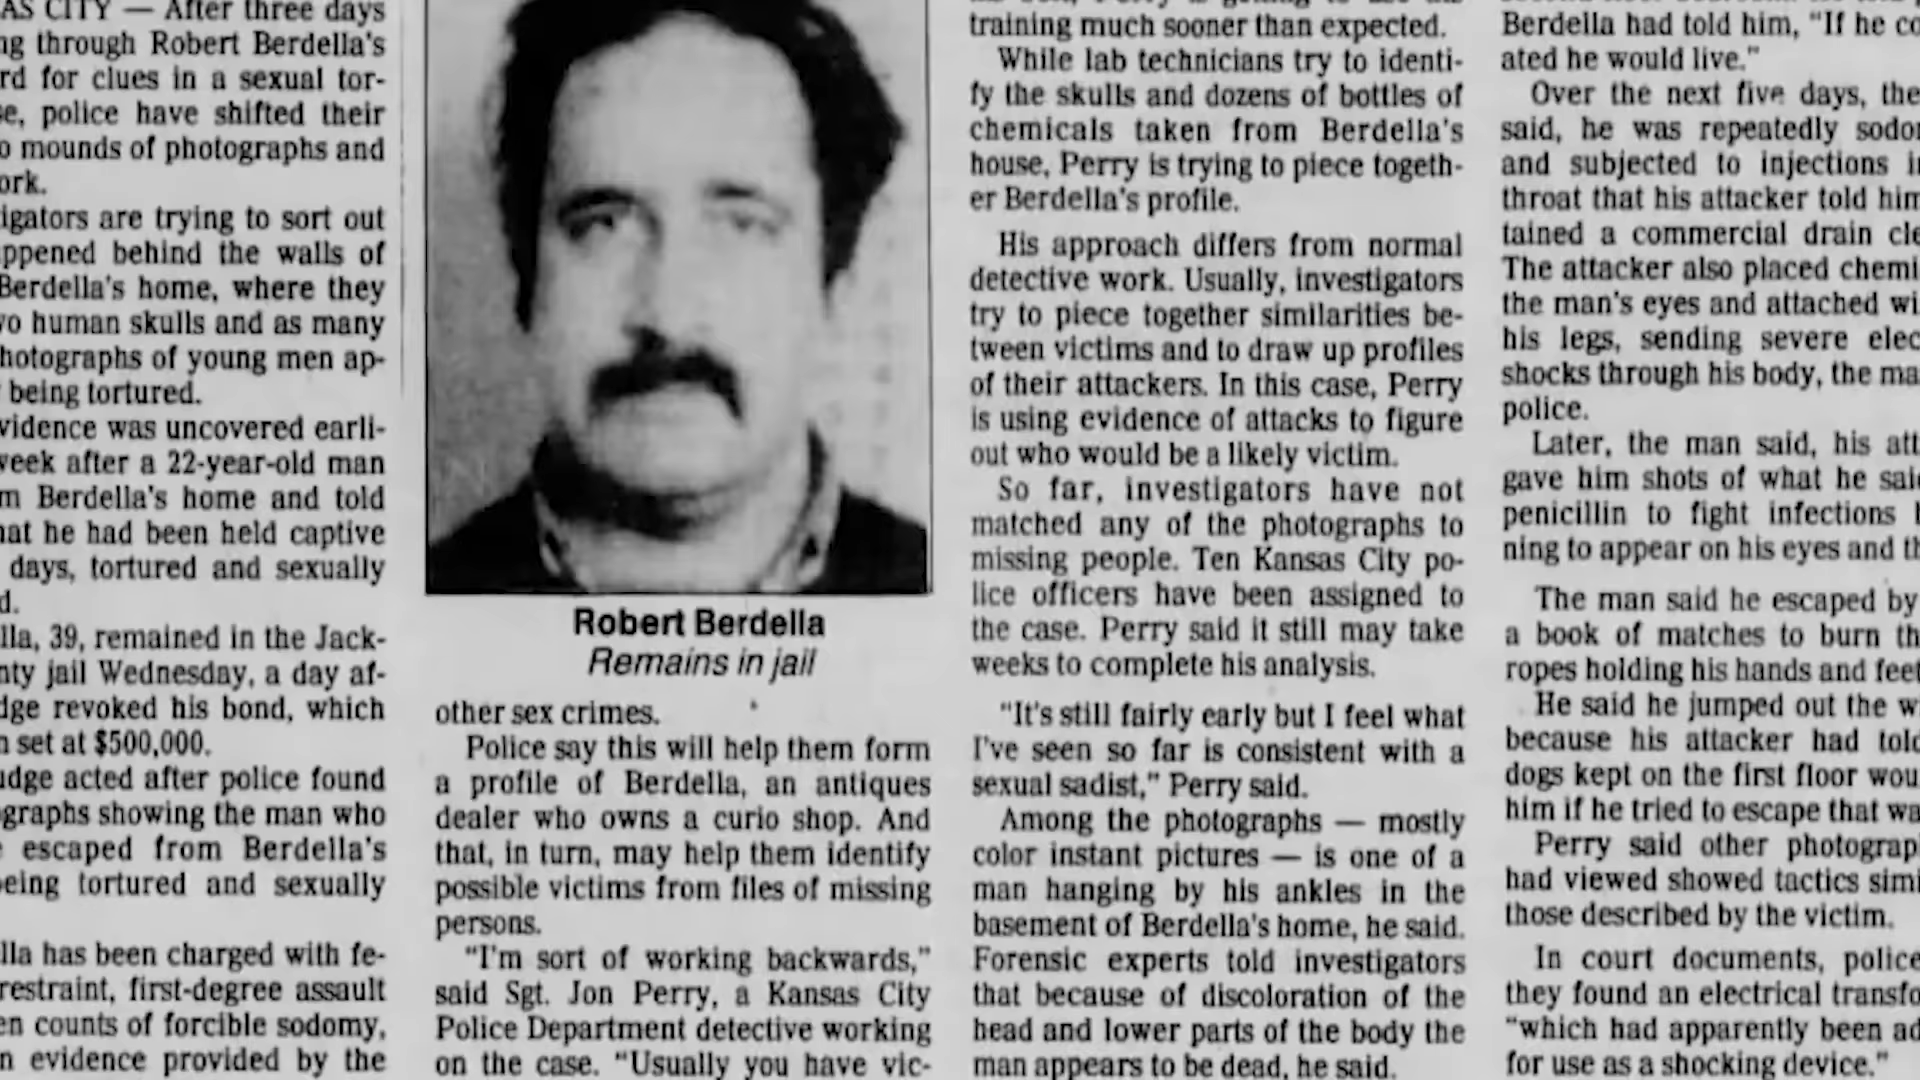 AS CITY — After three days
ng through Robert Berdella's
rd for clues in a sexual tor-
se, police have shifted their
o mounds of photographs and
ork.
igators are trying to sort out
appened behind the walls of
Berdella's home, where they
wo human skulls and as many
hotographs of young men ap-
being tortured.
vidence was uncovered earli-
week after a 22-year-old man
m Berdella's home and told
hat he had been held captive
days, tortured and sexually
d.
lla, 39, remained in the Jack-
nty jail Wednesday, a day af-
dge revoked his bond, which
n set at $500,000.
udge acted after police found
ographs showing the man who
escaped from Berdella's
being tortured and sexually
ella has been charged with fe-
restraint, first-degree assault
en counts of forcible sodomy,
n evidence provided by the
Robert Berdella
Remains in jail
other sex crimes.
Police say this will help them form
a profile of Berdella, an antiques
dealer who owns a curio shop. And
that, in turn, may help them identify
possible victims from files of missing
persons.
"I'm sort of working backwards,"
said Sgt. Jon Perry, a Kansas City
Police Department detective working
on the case. "Usually you have vic-
training much sooner than expected.
While lab technicians try to identi-
fy the skulls and dozens of bottles of
chemicals taken from Berdella's
house, Perry is trying to piece togeth-
er Berdella's profile.
His approach differs from normal
detective work. Usually, investigators
try to piece together similarities be-
tween victims and to draw up profiles
of their attackers. In this case, Perry
is using evidence of attacks to figure
out who would be a likely victim.
So far, investigators have not
matched any of the photographs to
missing people. Ten Kansas City po-
lice officers have been assigned to
the case. Perry said it still may take
weeks to complete his analysis.
"It's still fairly early but I feel what
I've seen so far is consistent with a
sexual sadist," Perry said.
Among the photographs — mostly
color instant pictures — is one of a
man hanging by his ankles in the
basement of Berdella's home, he said.
Forensic experts told investigators
that because of discoloration of the
head and lower parts of the body the
man appears to be dead, he said.
Berdella had told him, "If he co
ated he would live."
Over the next five days, the
said, he was repeatedly sodo
and subjected to injections i
throat that his attacker told him
tained a commercial drain cle
The attacker also placed chemi
the man's eyes and attached wi
his legs, sending severe elec
shocks through his body, the ma
police.
Later, the man said, his att
gave him shots of what he said
penicillin to fight infections b
ning to appear on his eyes and th
The man said he escaped by
a book of matches to burn th
ropes holding his hands and feet
He said he jumped out the w
because his attacker had told
dogs kept on the first floor wou
him if he tried to escape that wa
Perry said other photograp
had viewed showed tactics simi
those described by the victim.
In court documents, police
they found an electrical transfo
"which had apparently been ad
for use as a shocking device."